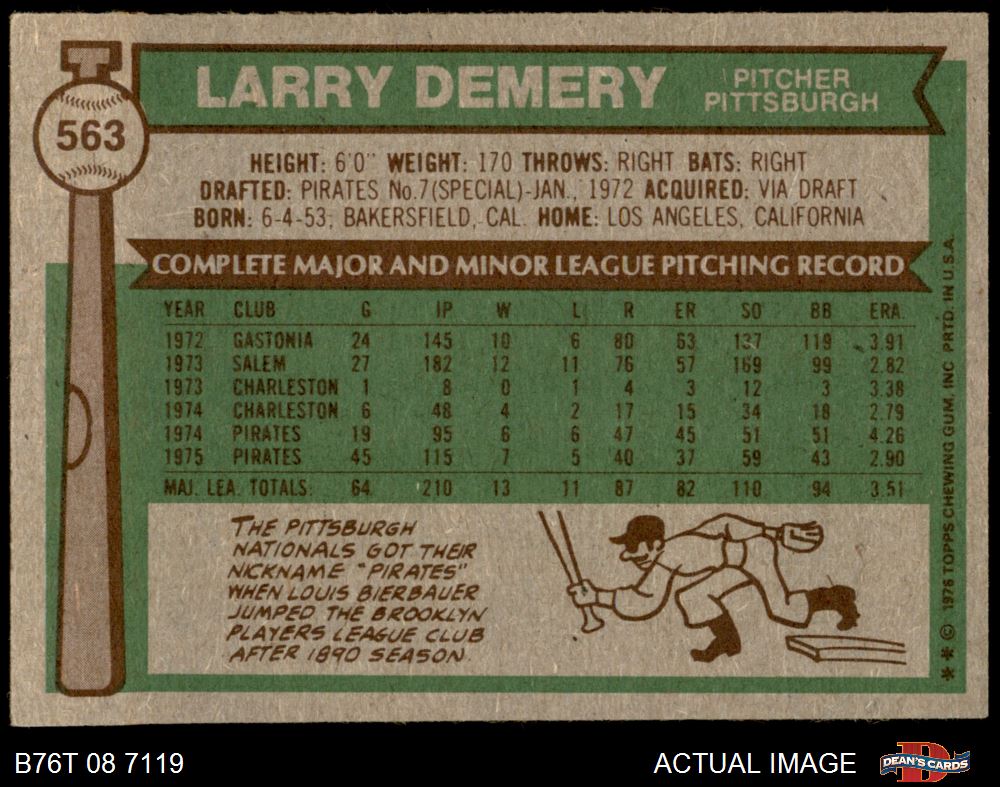 LARRY DEMERY
PITCHER
PITTSBURGH
563
HEIGHT: 6'0" WEIGHT: 170 THROWS: RIGHT BATS: RIGHT
DRAFTED: PIRATES No.7(SPECIAL)-JAN., 1972 ACQUIRED: VIA DRAFT
BORN: 6-4-53, BAKERSFIELD, CAL. HOME: LOS ANGELES, CALIFORNIA
COMPLETE MAJOR AND MINOR LEAGUE PITCHING RECORD
YEAR CLUB G IP W L R ER SO BB ERA
1972 GASTONIA 24 145 10 6 80 63 137 119 3.91
1973 SALEM 27 182 12 11 76 57 169 99 2.82
1973 CHARLESTON 1 8 0 1 4 3 12 3 3.38
1974 CHARLESTON 6 48 4 2 17 15 34 18 2.79
1974 PIRATES 19 95 6 6 47 45 51 51 4.26
1975 PIRATES 45 115 7 5 40 37 59 43 2.90
MAJ. LEA. TOTALS: 64 210 13 11 87 82 110 94 3.51
THE PITTSBURGH
NATIONALS GOT THEIR
NICKNAME "PIRATES"
WHEN LOUIS BIERBAUER
JUMPED THE BROOKLYN
PLAYERS LEAGUE CLUB
AFTER 1890 SEASON.
** © 1976 TOPPS CHEWING GUM, INC. PRTD. IN U.S.A.
B76T 08 7119
ACTUAL IMAGE
DEAN'S CARDS